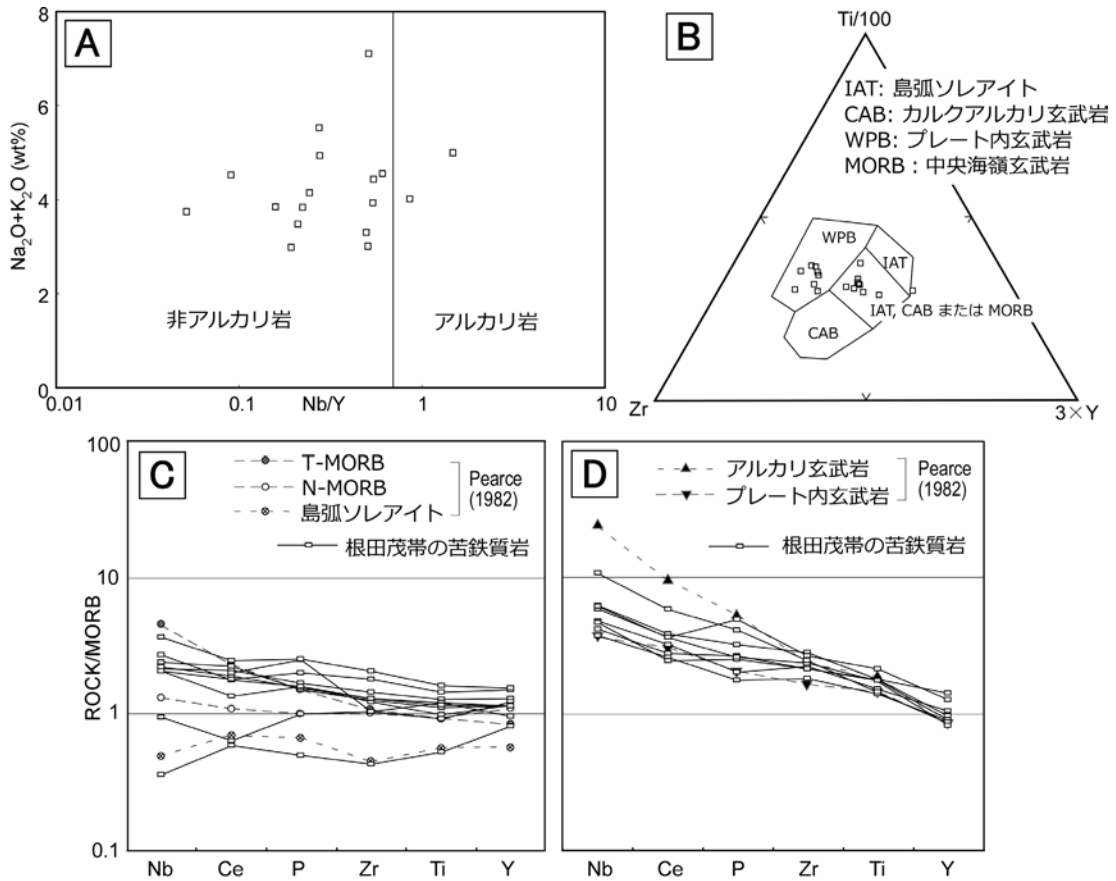 A
8
6
4
2
0
Na₂O+K₂O (wt%)
非アルカリ岩
アルカリ岩
0.01
0.1
Nb/Y
1
10
B
Ti/100
IAT: 島弧ソレアイト
CAB: カルクアルカリ玄武岩
WPB: プレート内玄武岩
MORB : 中央海嶺玄武岩
WPB
IAT
IAT, CAB または MORB
CAB
Zr
3×Y
C
T-MORB
N-MORB
島弧ソレアイト
Pearce
(1982)
根田茂帯の苦鉄質岩
100
10
1
0.1
ROCK/MORB
Nb Ce P Zr Ti Y
D
アルカリ玄武岩
プレート内玄武岩
Pearce
(1982)
根田茂帯の苦鉄質岩
Nb Ce P Zr Ti Y